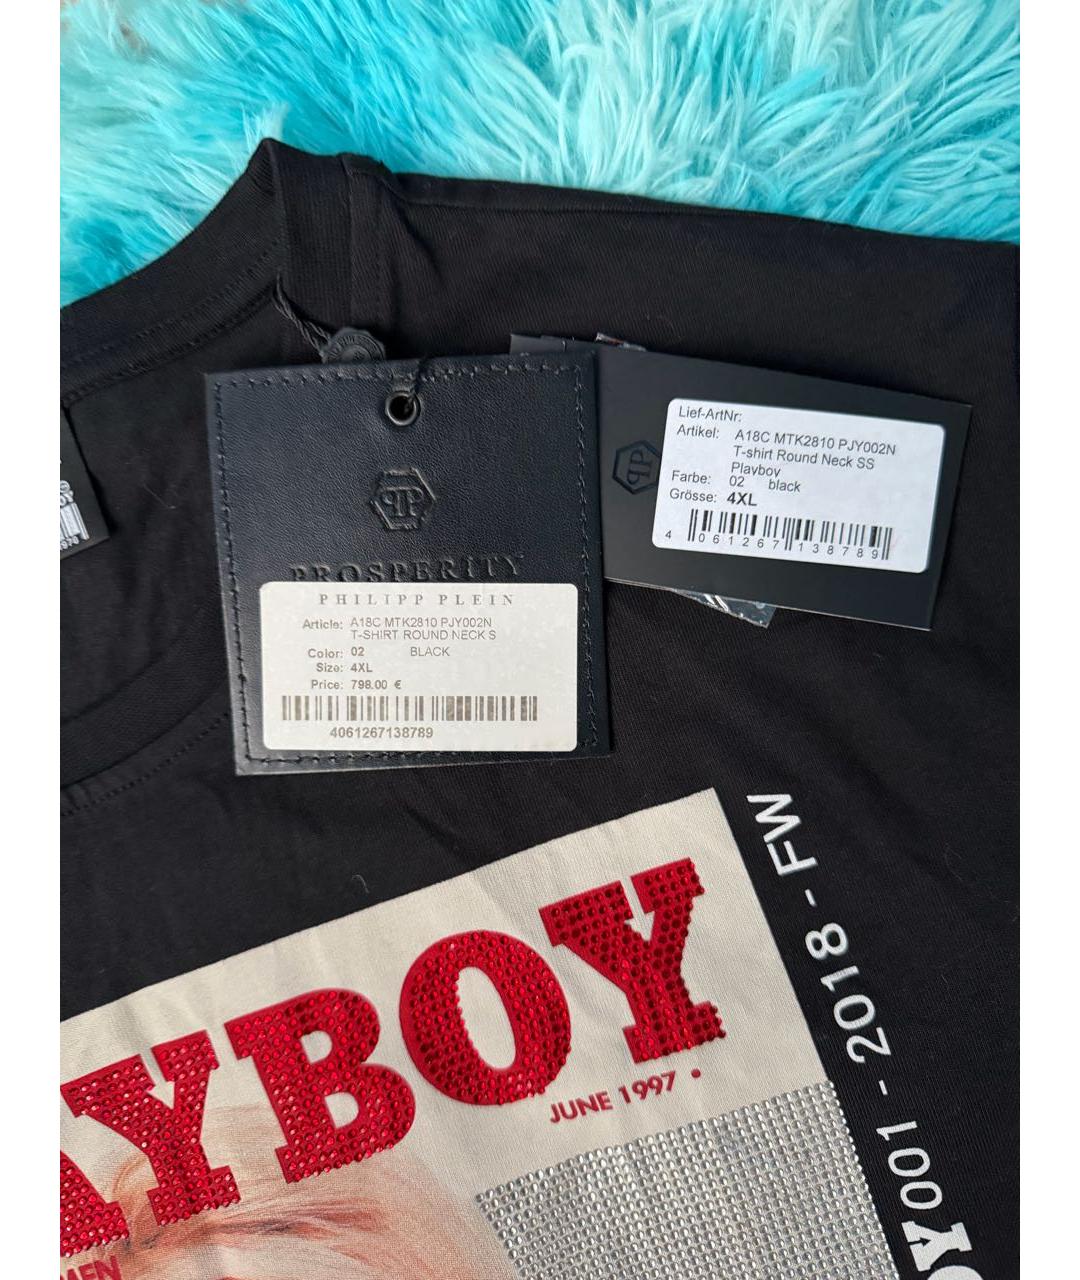 Lief-ArtNr:
Artikel: A18C MTK2810 PJY002N
T-shirt Round Neck SS
Playboy
Farbe: 02 black
Grösse: 4XL
4 061267 138789
PROSPERITY
PHILIPP PLEIN
Article: A18C MTK2810 PJY002N
T-SHIRT ROUND NECK S
Color: 02 BLACK
Size: 4XL
Price: 798.00 €
4061267138789
AYBOY
JUNE 1997 •
MEN
OY001 - 2018 - FW